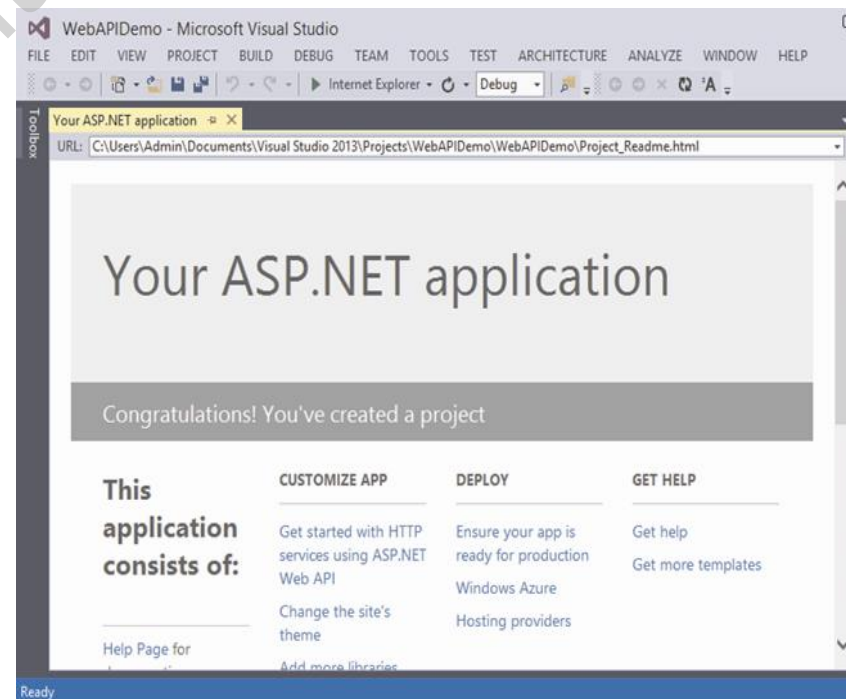 WebAPIDemo - Microsoft Visual Studio
FILE EDIT VIEW PROJECT BUILD DEBUG TEAM TOOLS TEST ARCHITECTURE ANALYZE WINDOW HELP
Internet Explorer Debug
Toolbox
Your ASP.NET application
URL: C:\Users\Admin\Documents\Visual Studio 2013\Projects\WebAPIDemo\WebAPIDemo\Project_Readme.html
Your ASP.NET application
Congratulations! You've created a project
This
application
consists of:
Help Page for
CUSTOMIZE APP
Get started with HTTP
services using ASP.NET
Web API
Change the site's
theme
Add more libraries
DEPLOY
Ensure your app is
ready for production
Windows Azure
Hosting providers
GET HELP
Get help
Get more templates
Ready